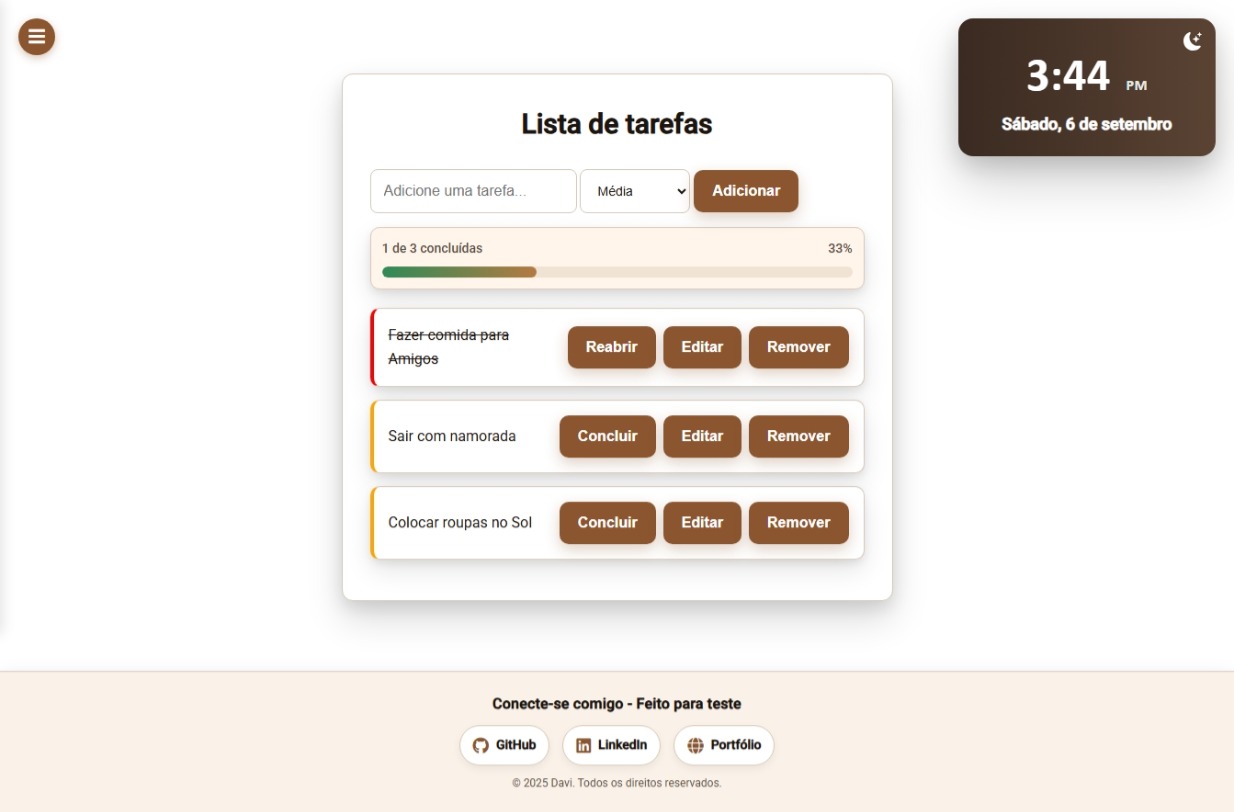 3:44 PM
Sábado, 6 de setembro
Lista de tarefas
Adicione uma tarefa... Média Adicionar
1 de 3 concluídas 33%
Fazer comida para
Amigos
Reabrir Editar Remover
Sair com namorada Concluir Editar Remover
Colocar roupas no Sol Concluir Editar Remover
Conecte-se comigo - Feito para teste
GitHub LinkedIn Portfólio
© 2025 Davi. Todos os direitos reservados.